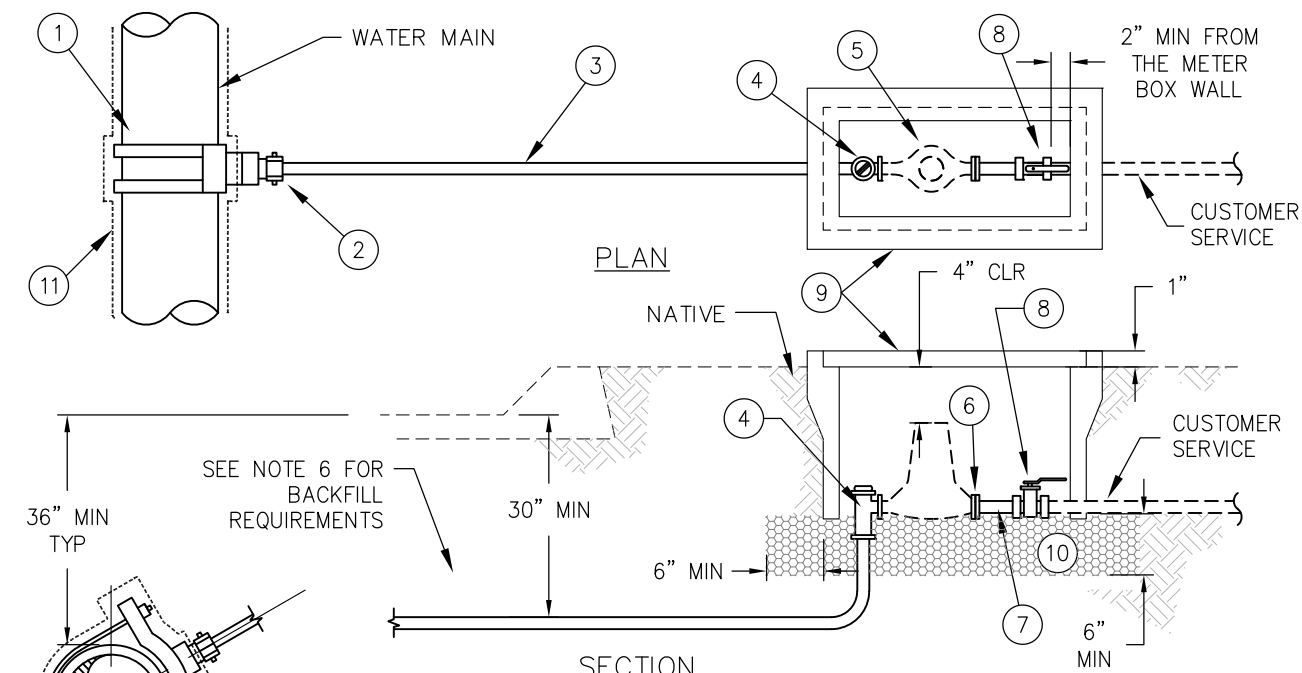 1
WATER MAIN
3
4
5
8
2” MIN FROM
THE METER
BOX WALL
2
11
PLAN
CUSTOMER
SERVICE
9
4” CLR
8
1”
NATIVE
4
6
CUSTOMER
SERVICE
SEE NOTE 6 FOR
BACKFILL
REQUIREMENTS
36” MIN
TYP
30” MIN
6” MIN
10
7
6”
MIN
SECTION